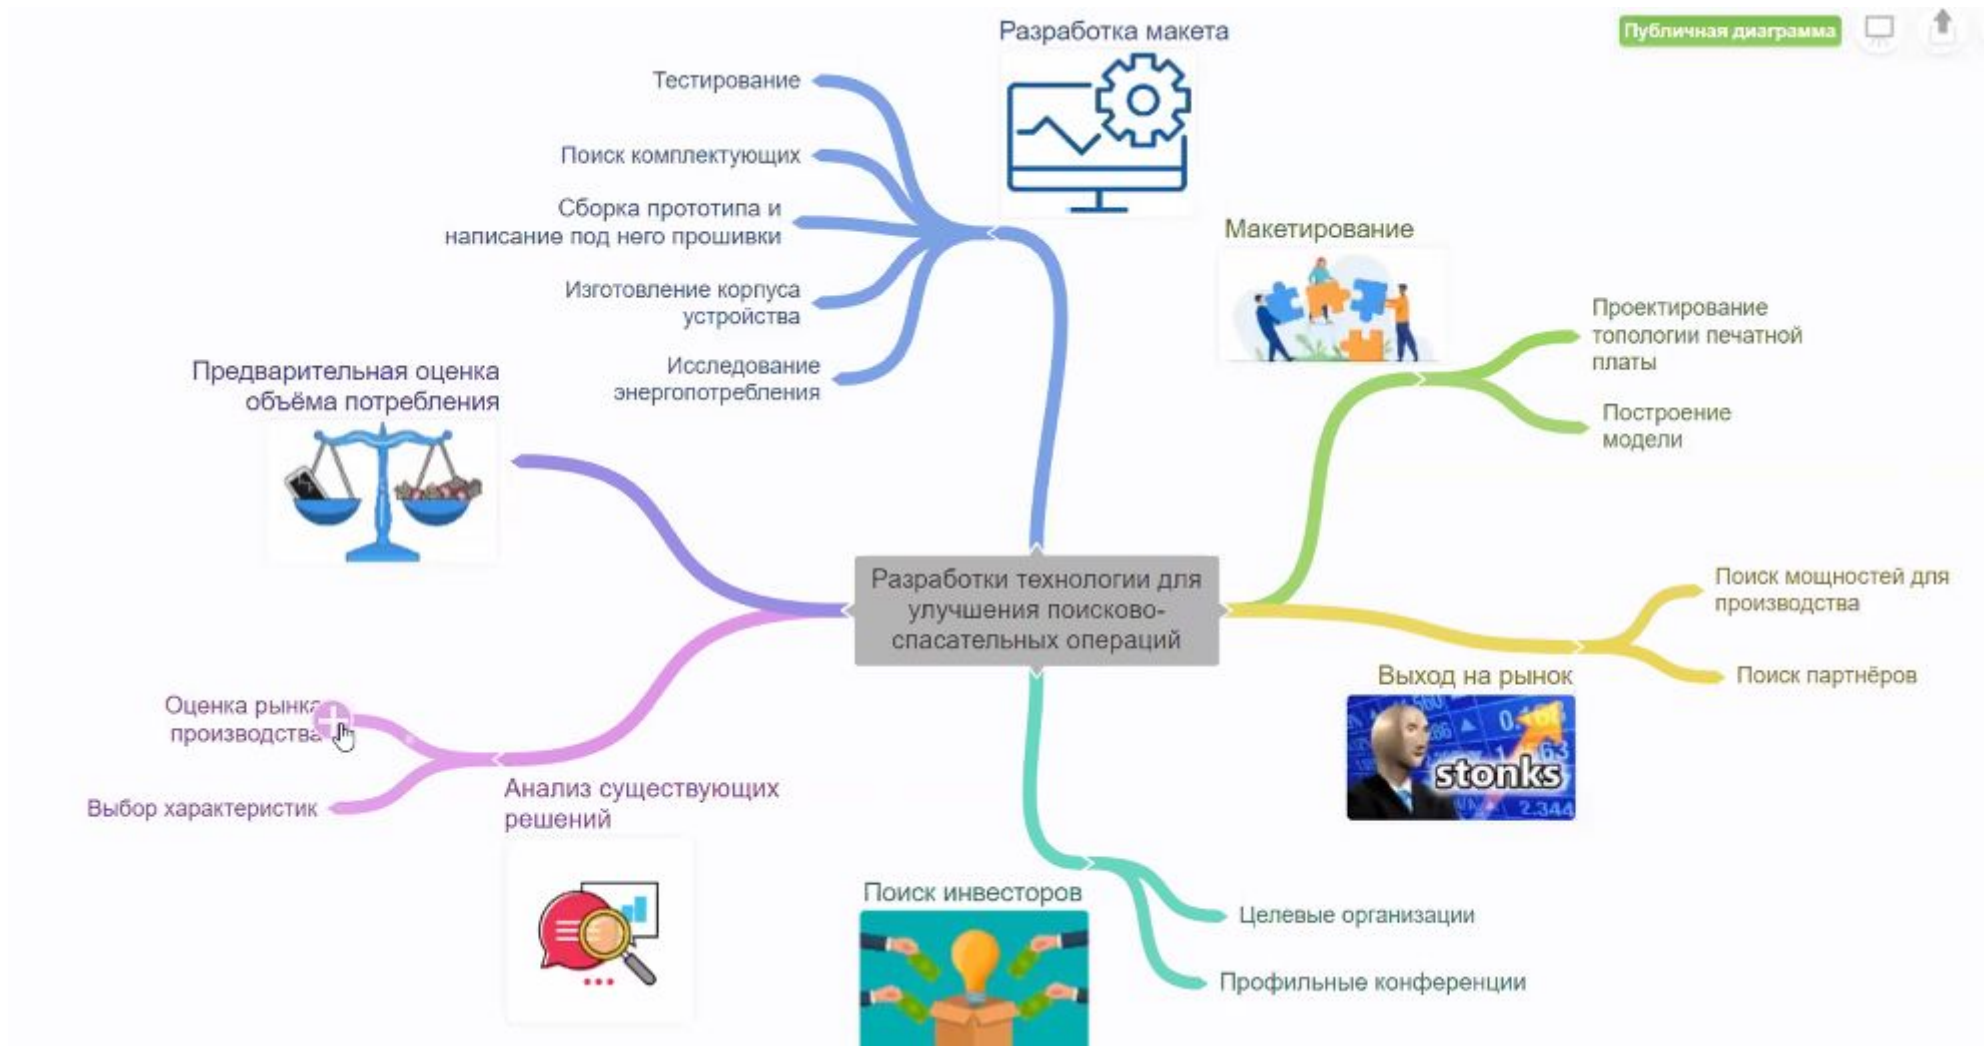 Разработка макета
Публичная диаграмма
Тестирование
Поиск комплектующих
Сборка прототипа и
написание под него прошивки
Изготовление корпуса
устройства
Исследование
энергопотребления
Макетирование
Проектирование
топологии печатной
платы
Построение
модели
Предварительная оценка
объёма потребления
Разработки технологии для
улучшения поисково-
спасательных операций
Поиск мощностей для
производства
Поиск партнёров
Выход на рынок
stonks
2.344
Оценка рынка
производства
Выбор характеристик
Анализ существующих
решений
Поиск инвесторов
Целевые организации
Профильные конференции